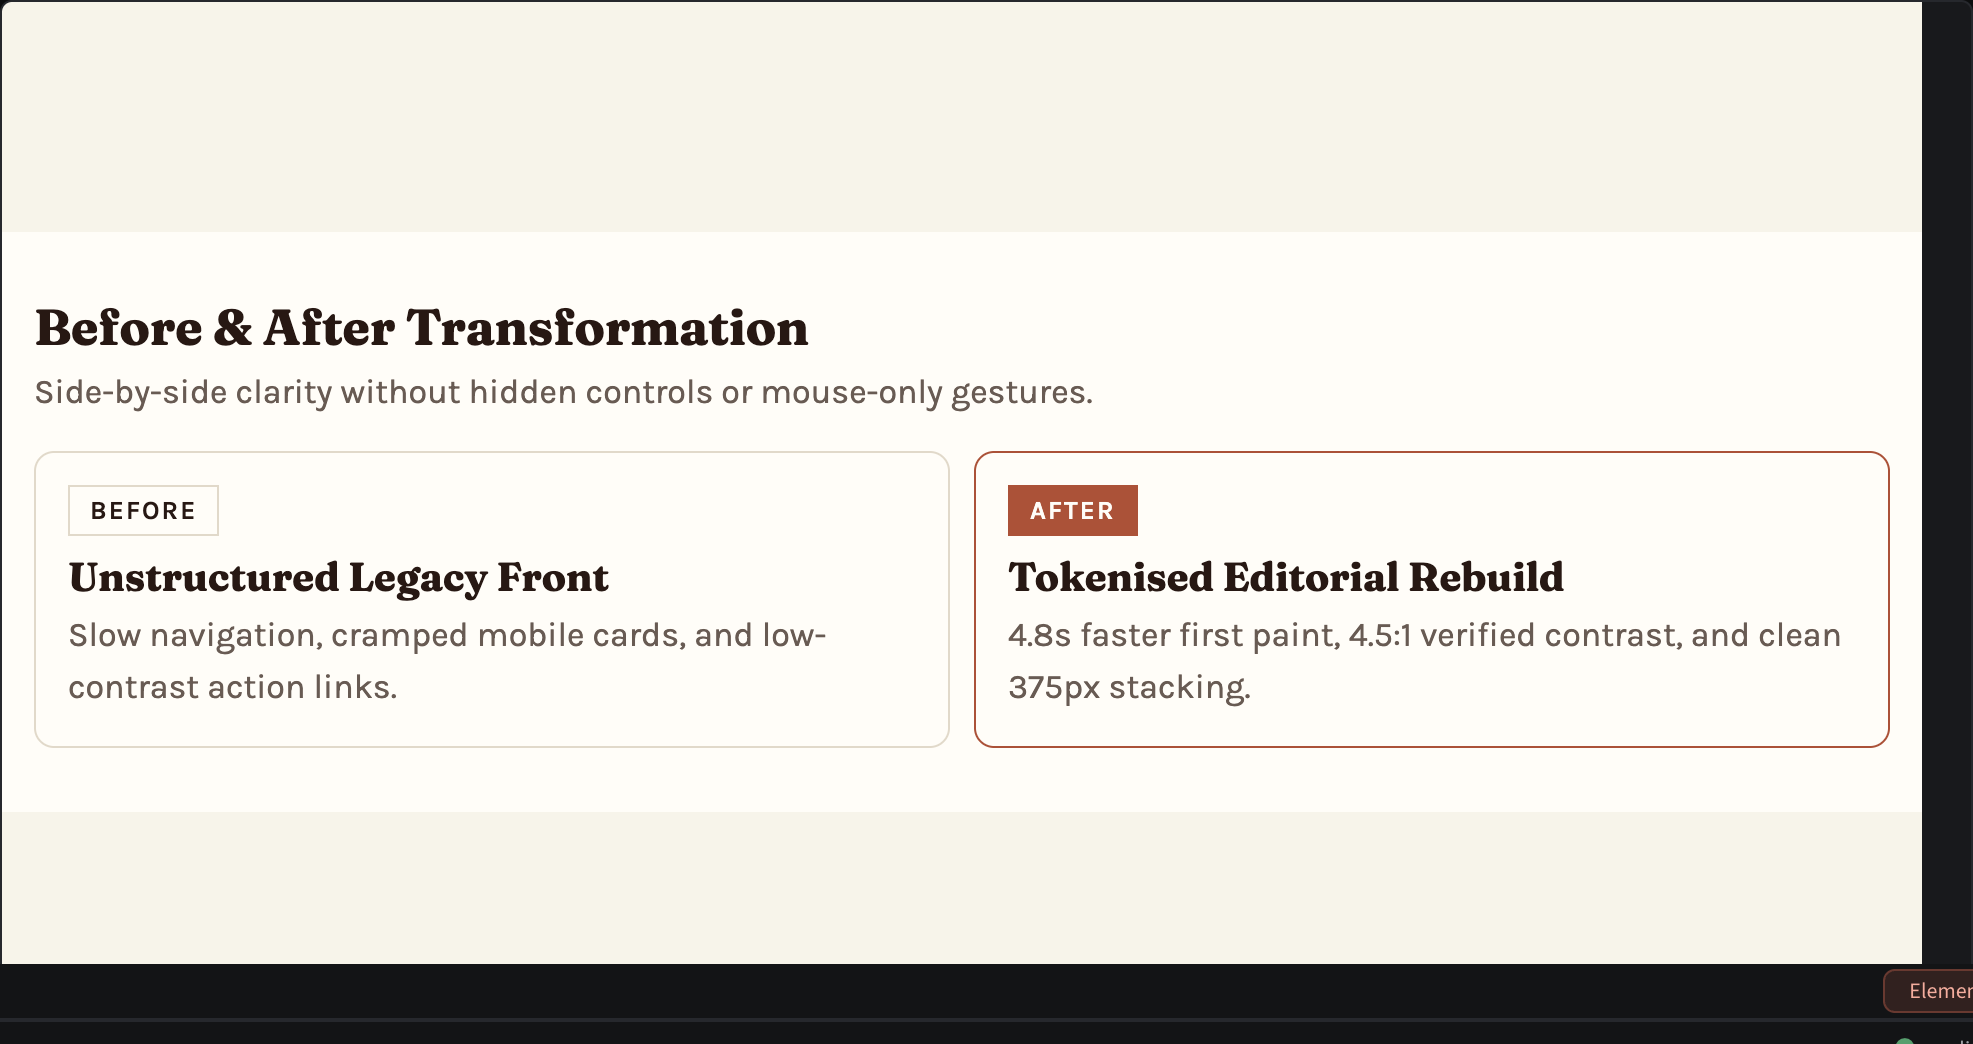 Before & After Transformation
Side-by-side clarity without hidden controls or mouse-only gestures.
BEFORE
Unstructured Legacy Front
Slow navigation, cramped mobile cards, and low-
contrast action links.
AFTER
Tokenised Editorial Rebuild
4.8s faster first paint, 4.5:1 verified contrast, and clean
375px stacking.